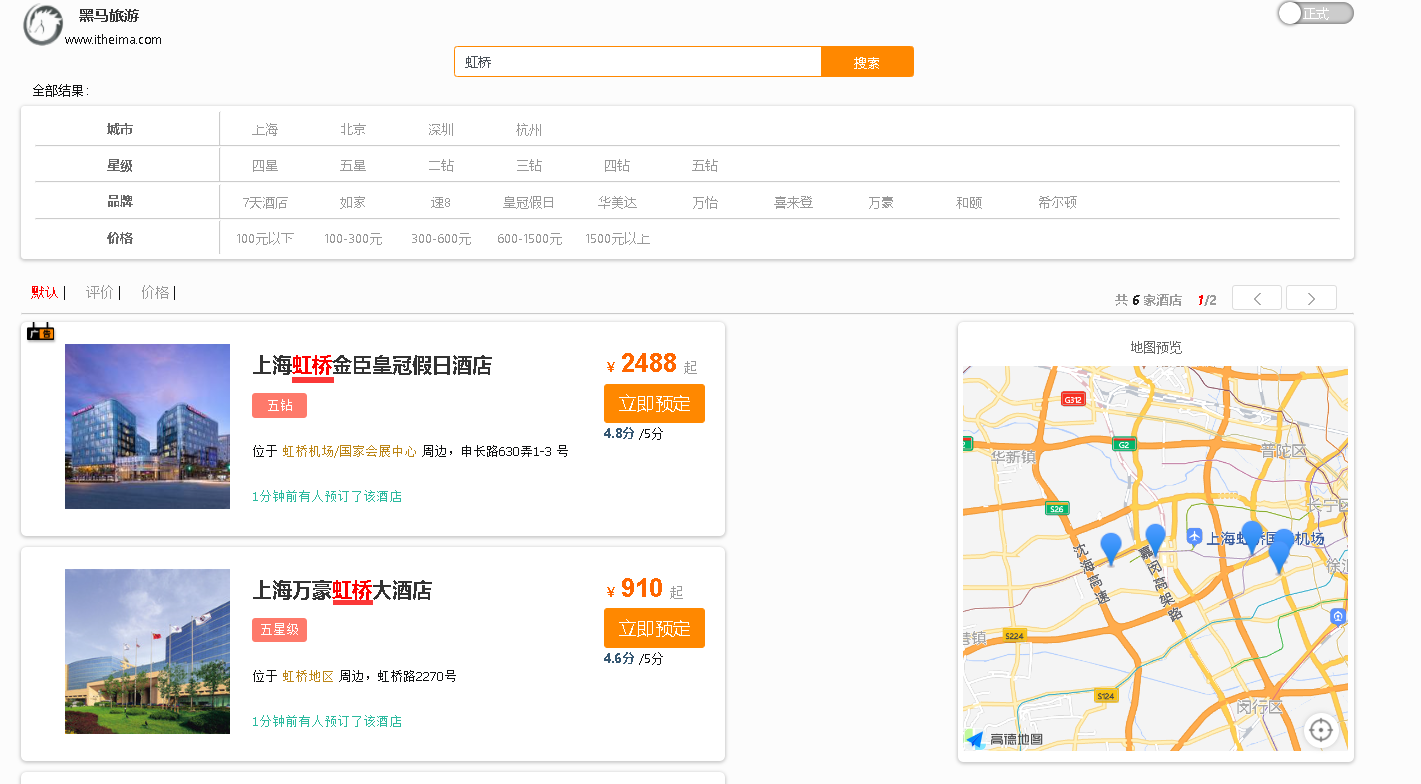 黑马旅游
正式
www.itheima.com
虹桥 搜索
全部结果:
城市 上海 北京 深圳 杭州
星级 四星 五星 二钻 三钻 四钻 五钻
品牌 7天酒店 如家 速8 皇冠假日 华美达 万怡 喜来登 万豪 和颐 希尔顿
价格 100元以下 100-300元 300-600元 600-1500元 1500元以上
默认 | 评价 | 价格 |
共 6 家酒店 1/2
广告
上海虹桥金臣皇冠假日酒店
五钻
位于 虹桥机场/国家会展中心 周边，申长路630弄1-3 号
1分钟前有人预订了该酒店
¥ 2488 起
立即预定
4.8分 /5分
上海万豪虹桥大酒店
五星级
位于 虹桥地区 周边，虹桥路2270号
1分钟前有人预订了该酒店
¥ 910 起
立即预定
4.6分 /5分
地图预览
G312
G2
华新镇
普陀区
S26
长宁区
沈海高速
嘉闵高架路
S224
S124
闵行区
高德地图